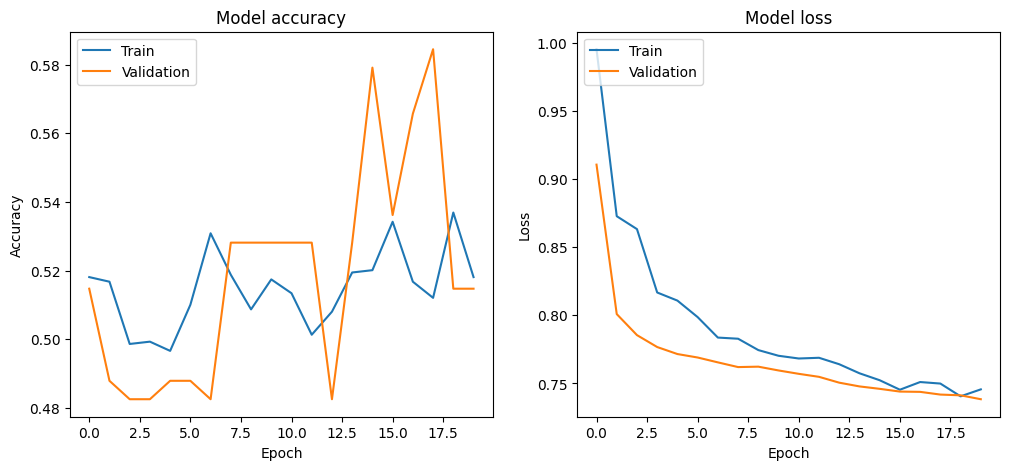 Model accuracy
Train
Validation
0.58
0.56
0.54
0.52
0.50
0.48
Accuracy
0.0 2.5 5.0 7.5 10.0 12.5 15.0 17.5
Epoch
Model loss
Train
Validation
1.00
0.95
0.90
0.85
0.80
0.75
Loss
0.0 2.5 5.0 7.5 10.0 12.5 15.0 17.5
Epoch